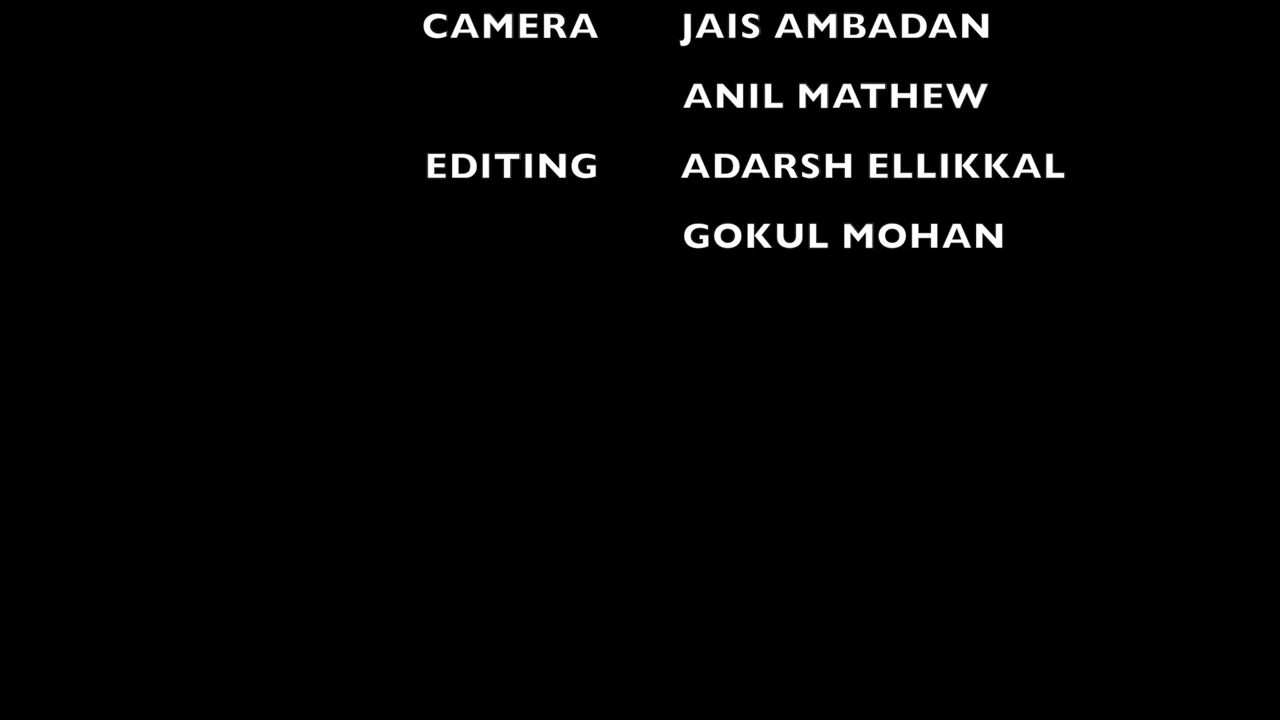 CAMERA JAIS AMBADAN
ANIL MATHEW
EDITING ADARSH ELLIKKAL
GOKUL MOHAN